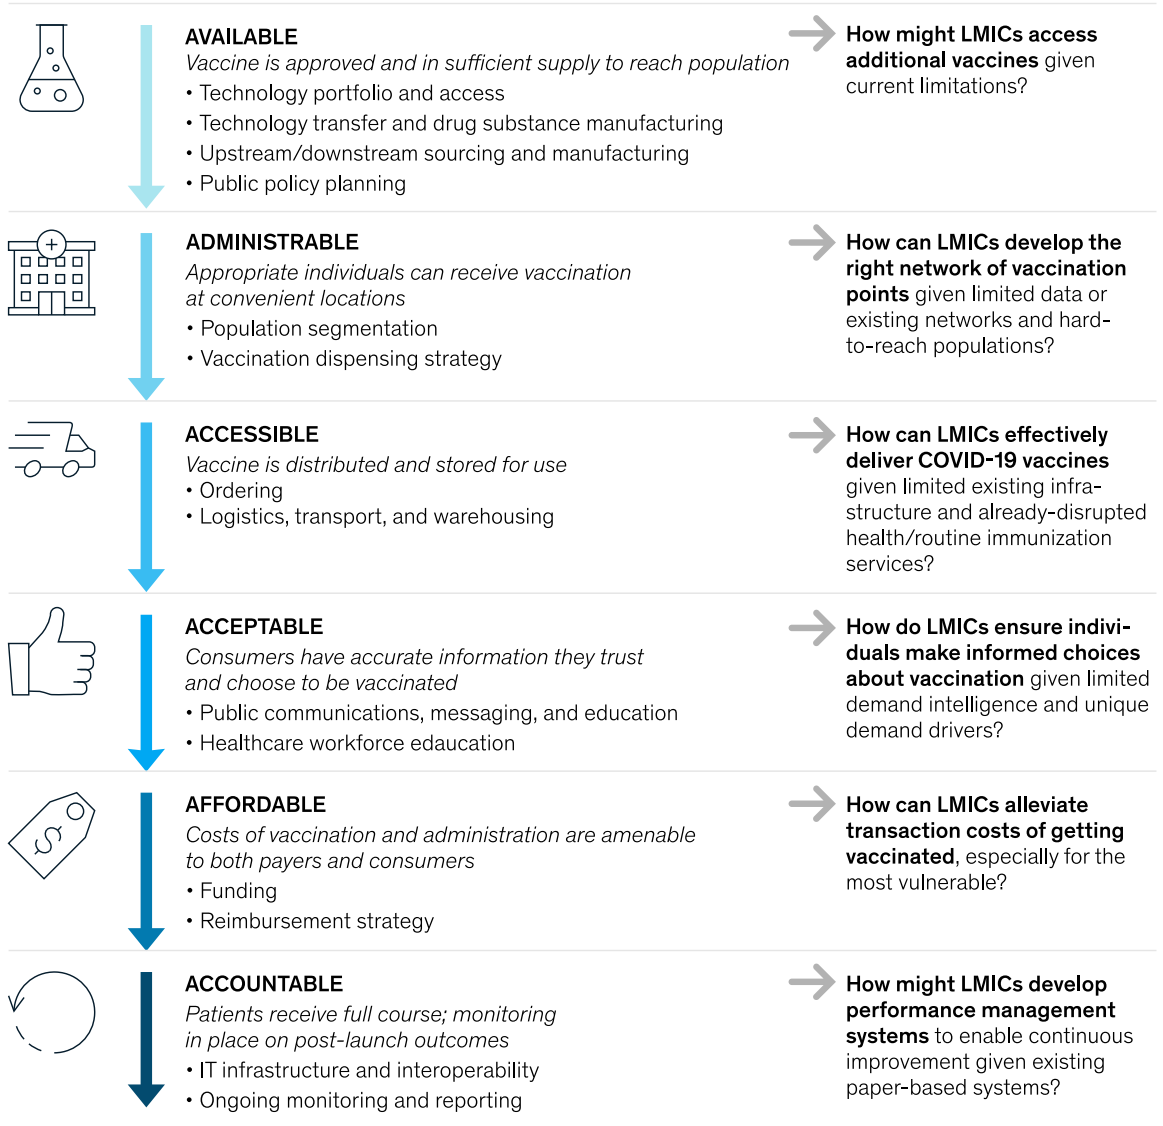 AVAILABLE
Vaccine is approved and in sufficient supply to reach population
• Technology portfolio and access
• Technology transfer and drug substance manufacturing
• Upstream/downstream sourcing and manufacturing
• Public policy planning
How might LMICs access
additional vaccines given
current limitations?
ADMINISTRABLE
Appropriate individuals can receive vaccination
at convenient locations
• Population segmentation
• Vaccination dispensing strategy
How can LMICs develop the
right network of vaccination
points given limited data or
existing networks and hard-
to-reach populations?
ACCESSIBLE
Vaccine is distributed and stored for use
• Ordering
• Logistics, transport, and warehousing
How can LMICs effectively
deliver COVID-19 vaccines
given limited existing infra-
structure and already-disrupted
health/routine immunization
services?
ACCEPTABLE
Consumers have accurate information they trust
and choose to be vaccinated
• Public communications, messaging, and education
• Healthcare workforce edaucation
How do LMICs ensure indivi-
duals make informed choices
about vaccination given limited
demand intelligence and unique
demand drivers?
$
AFFORDABLE
Costs of vaccination and administration are amenable
to both payers and consumers
• Funding
• Reimbursement strategy
How can LMICs alleviate
transaction costs of getting
vaccinated, especially for the
most vulnerable?
ACCOUNTABLE
Patients receive full course; monitoring
in place on post-launch outcomes
• IT infrastructure and interoperability
• Ongoing monitoring and reporting
How might LMICs develop
performance management
systems to enable continuous
improvement given existing
paper-based systems?